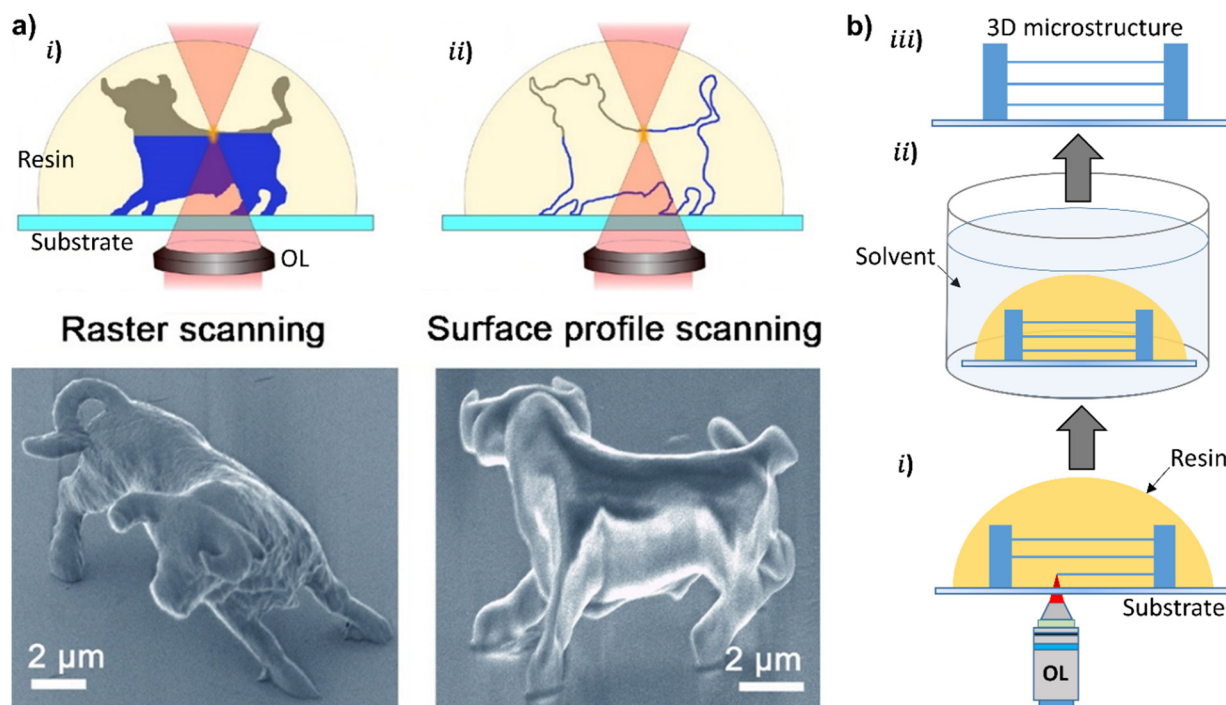 a)
i)
ii)
Resin
Substrate
OL
Raster scanning
Surface profile scanning
2 μm
2 μm
b)
iii)
3D microstructure
ii)
Solvent
i)
Resin
Substrate
OL